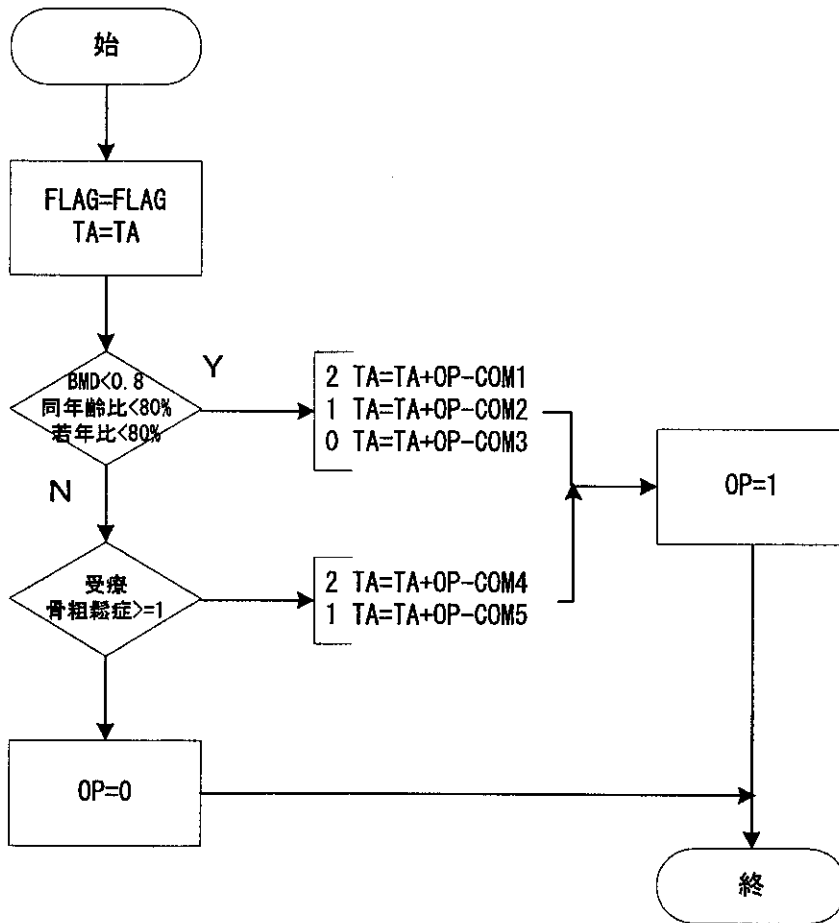 始
FLAG=FLAG
TA=TA
BMD<0.8
同年齢比<80%
若年比<80%
Y
2 TA=TA+OP-COM1
1 TA=TA+OP-COM2
0 TA=TA+OP-COM3
OP=1
N
受療
骨粗鬆症>=1
2 TA=TA+OP-COM4
1 TA=TA+OP-COM5
OP=0
終